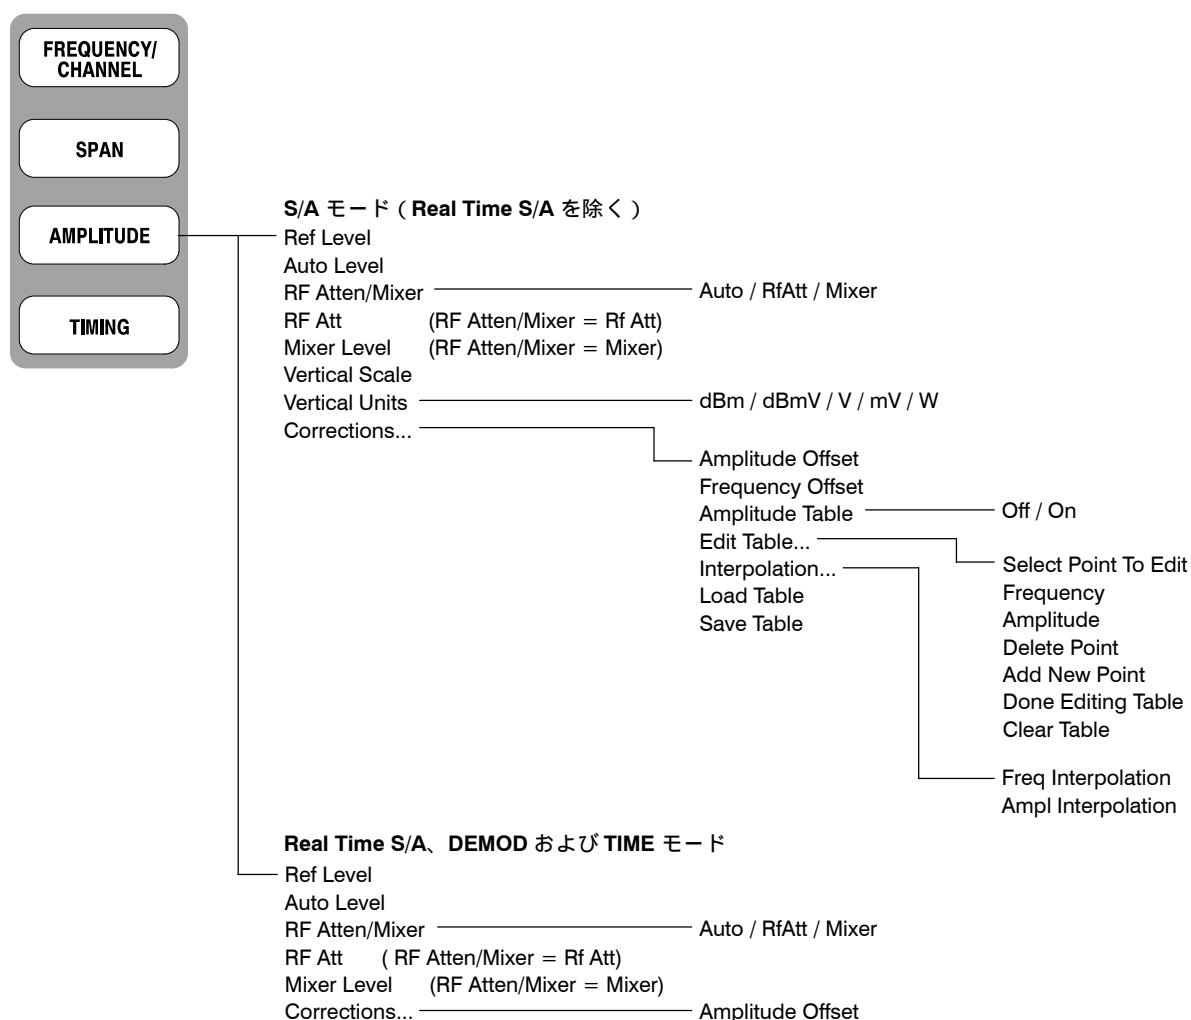 FREQUENCY/
CHANNEL
SPAN
AMPLITUDE
TIMING
S/A モード（Real Time S/A を除く）
Ref Level
Auto Level
RF Atten/Mixer Auto / RfAtt / Mixer
RF Att (RF Atten/Mixer = Rf Att)
Mixer Level (RF Atten/Mixer = Mixer)
Vertical Scale
Vertical Units dBm / dBmV / V / mV / W
Corrections...
Amplitude Offset
Frequency Offset
Amplitude Table Off / On
Edit Table...
Interpolation...
Load Table
Save Table
Select Point To Edit
Frequency
Amplitude
Delete Point
Add New Point
Done Editing Table
Clear Table
Freq Interpolation
Ampl Interpolation
Real Time S/A、DEMOD および TIME モード
Ref Level
Auto Level
RF Atten/Mixer Auto / RfAtt / Mixer
RF Att ( RF Atten/Mixer = Rf Att)
Mixer Level (RF Atten/Mixer = Mixer)
Corrections... Amplitude Offset